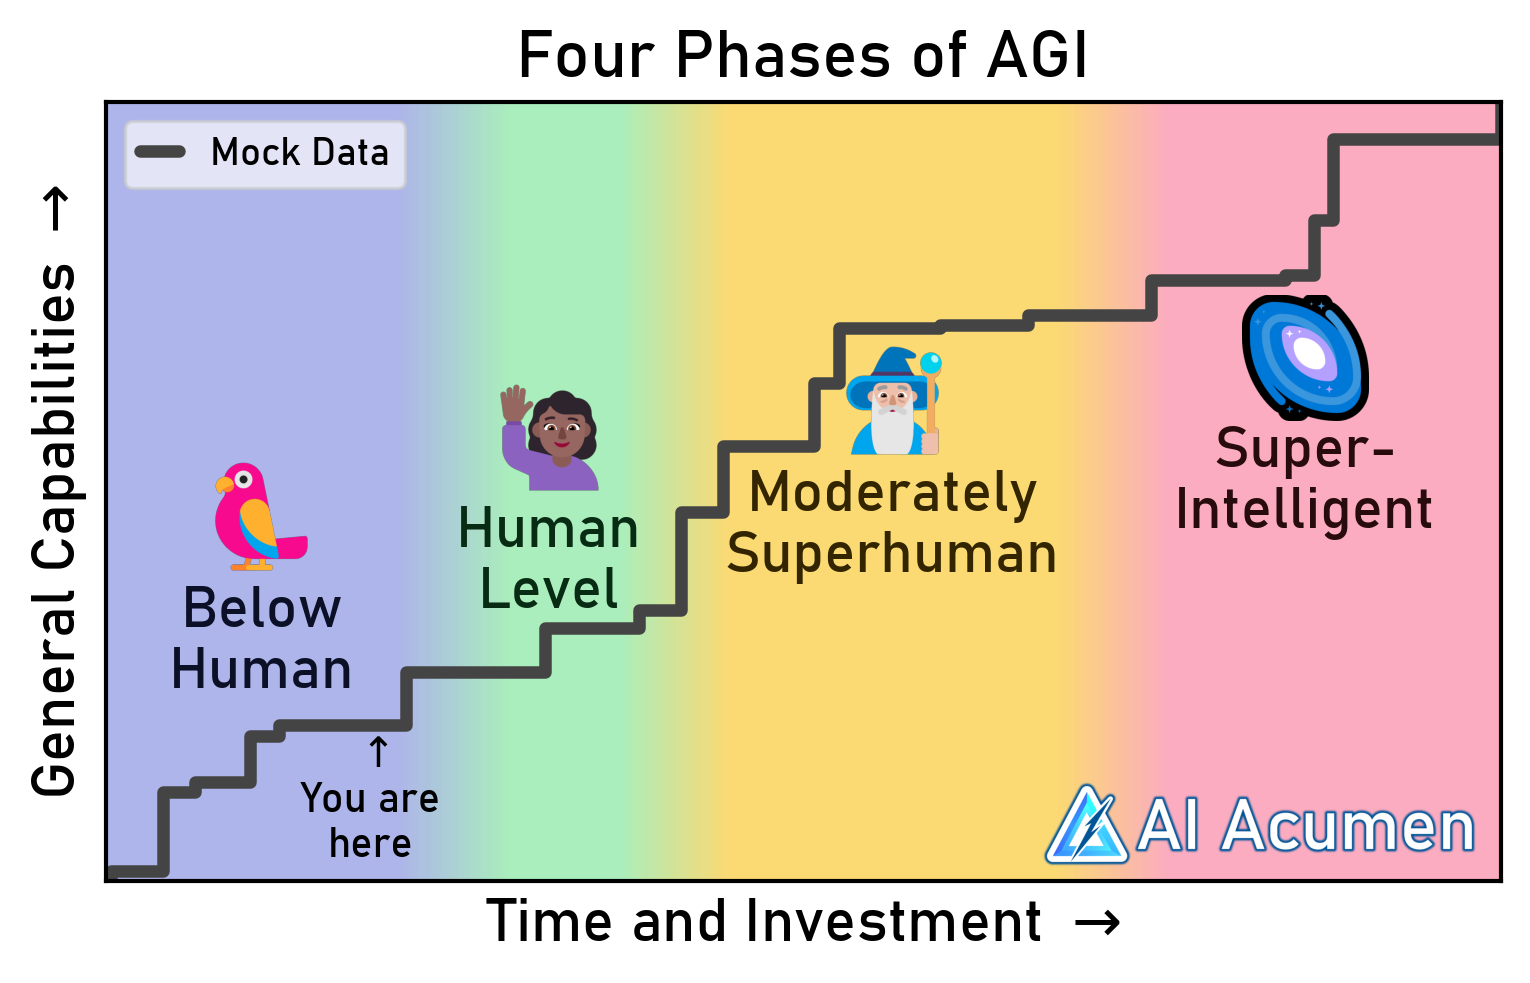 Four Phases of AGI
Mock Data
General Capabilities →
Below
Human
Human
Level
Moderately
Superhuman
Super-
Intelligent
↑
You are
here
AI Acumen
Time and Investment →